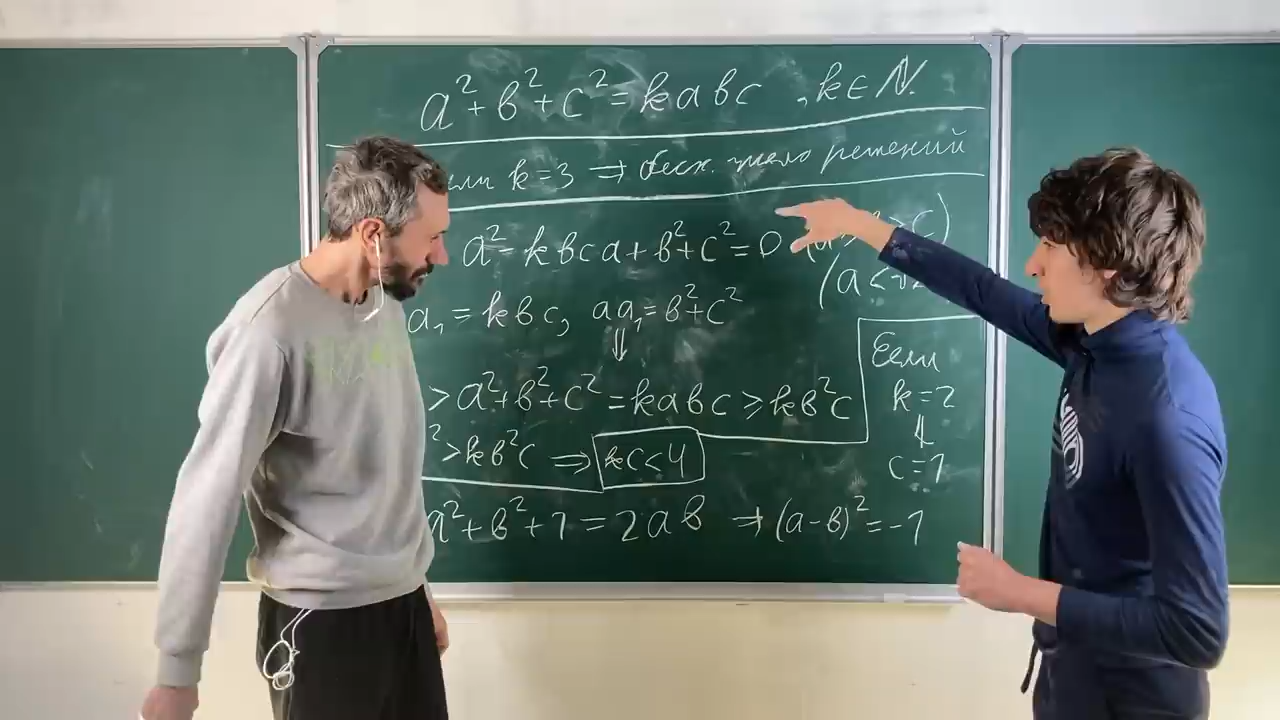 a²+b²+c²=kabc, k∈ℕ.
или k=3 ⇒ беск. число решений
a²-kbca+b²+c²=0 (a
(a<
a₁=kbc, aa₁=b²+c²
⇓
>a²+b²+c²=kabc≥kb²c
²>kb²c ⇒ kc<4
Если
k=2
⇓
c=1
a²+b²+1=2ab ⇒ (a-b)²=-1